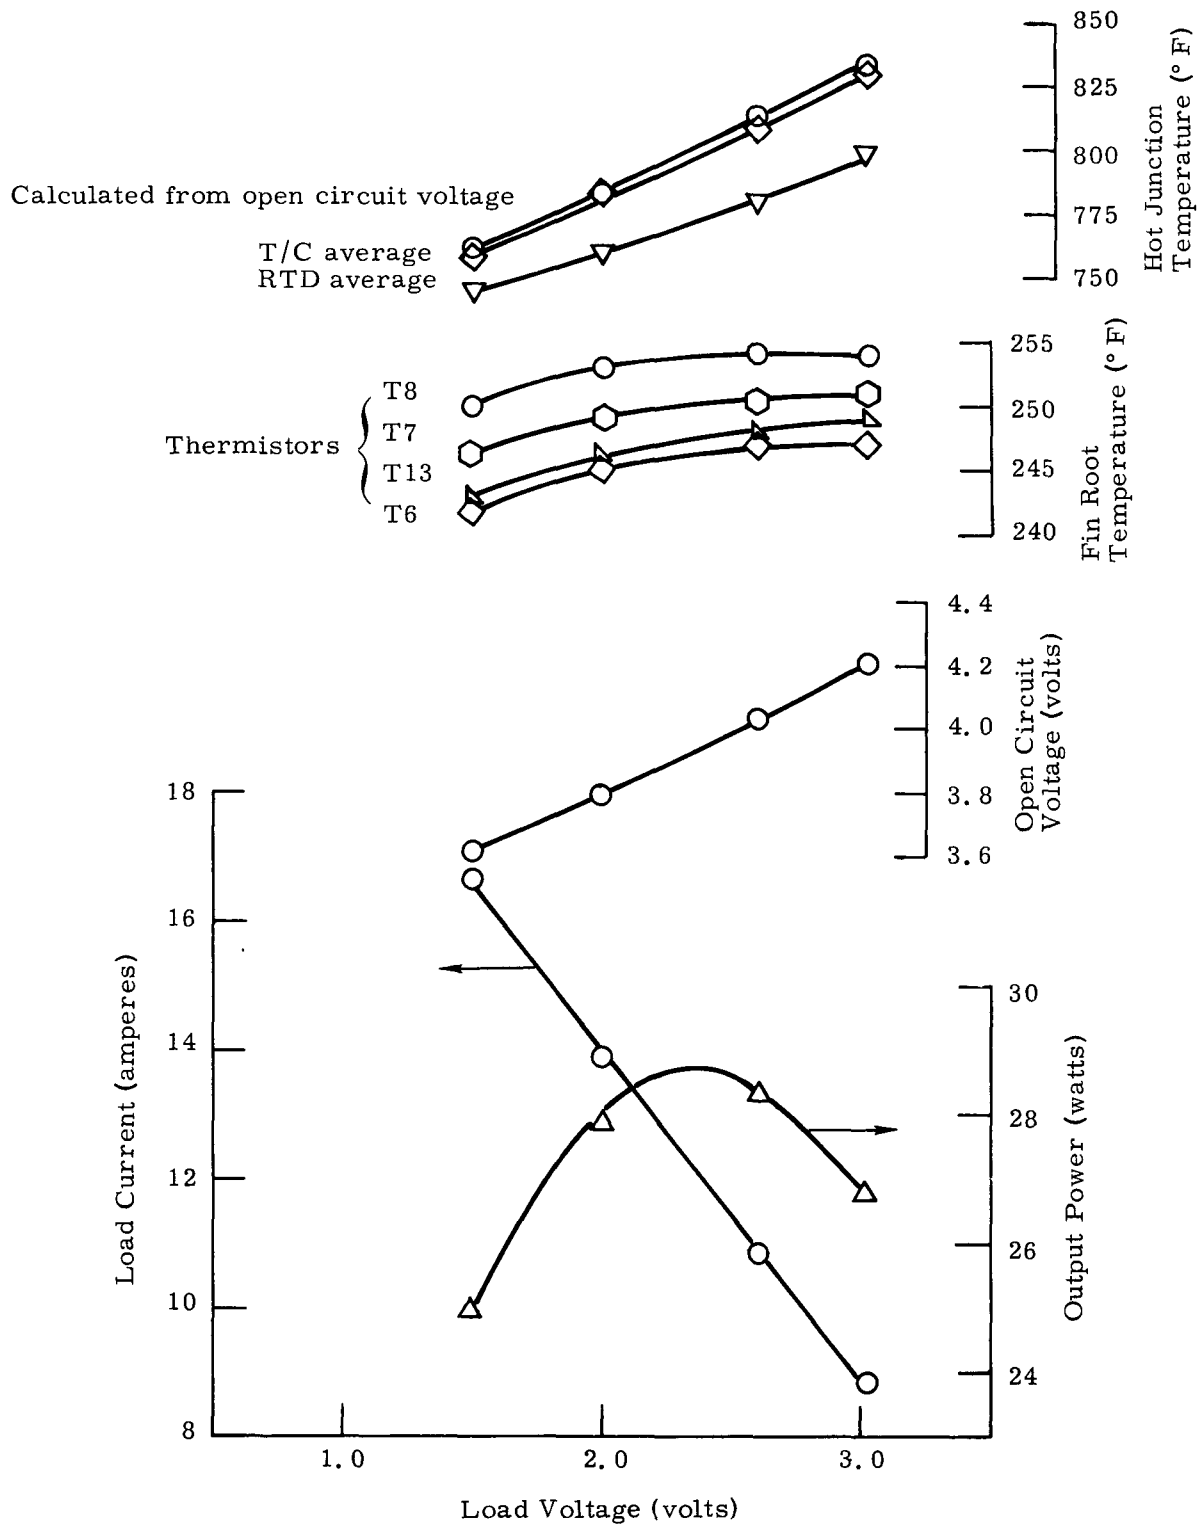 850
825
800
775
750
Hot Junction
Temperature (° F)
Calculated from open circuit voltage
T/C average
RTD average
255
250
245
240
Fin Root
Temperature (° F)
Thermistors
T8
T7
T13
T6
4.4
4.2
4.0
3.8
3.6
Open Circuit
Voltage (volts)
18
16
14
12
10
8
Load Current (amperes)
30
28
26
24
Output Power (watts)
1.0
2.0
3.0
Load Voltage (volts)